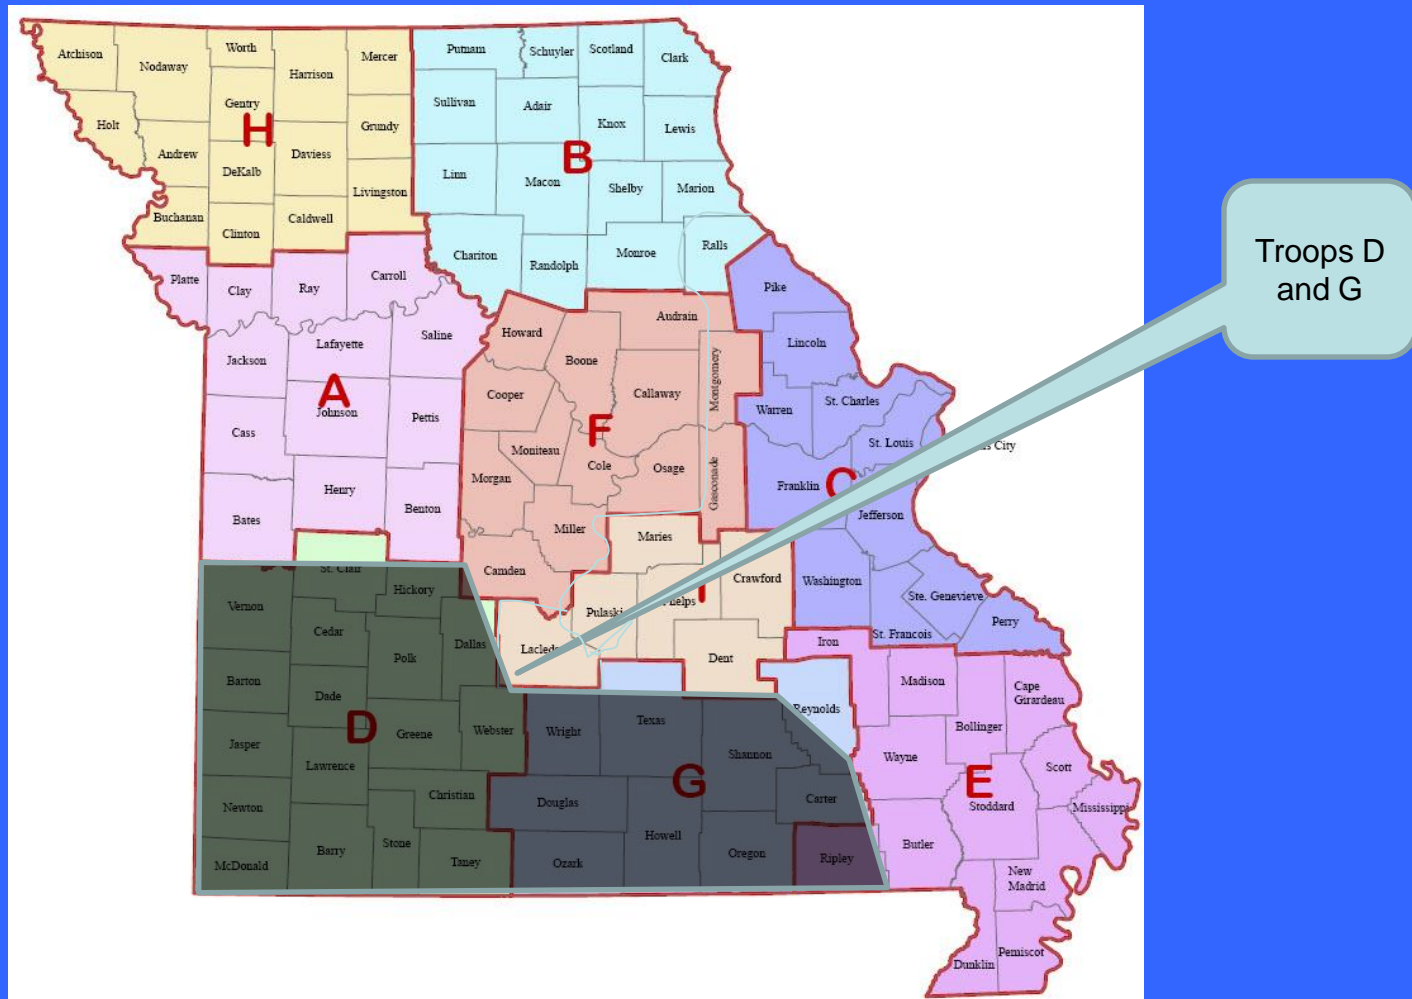 Atchison
Nodaway
Worth
Harrison
Mercer
Putnam
Schuyler
Scotland
Clark
Holt
Gentry
Grundy
Sullivan
Adair
Knox
Lewis
H
Andrew
DeKalb
Daviess
Livingston
Linn
Macon
B
Shelby
Marion
Buchanan
Clinton
Caldwell
Chariton
Randolph
Monroe
Ralls
Troops D
and G
Platte
Clay
Ray
Carroll
Pike
Jackson
Lafayette
Saline
Howard
Boone
Audrain
Lincoln
A
Johnson
Pettis
Cooper
Callaway
Montgomery
Warren
St. Charles
Cass
Moniteau
F
Cole
Osage
Gasconade
St. Louis
City
Bates
Henry
Benton
Morgan
Miller
Franklin
C
Jefferson
Camden
Maries
Crawford
Washington
Ste. Genevieve
St. Clair
Hickory
Pulaski
Phelps
I
St. Francois
Perry
Vernon
Cedar
Polk
Dallas
Laclede
Dent
Iron
Madison
Cape
Girardeau
Barton
Dade
D
Greene
Webster
Wright
Texas
Shannon
Reynolds
Bollinger
Jasper
Lawrence
Christian
Douglas
G
Carter
Wayne
E
Stoddard
Scott
Mississippi
Newton
Barry
Stone
Taney
Ozark
Howell
Oregon
Ripley
Butler
New
Madrid
McDonald
Dunklin
Pemiscot